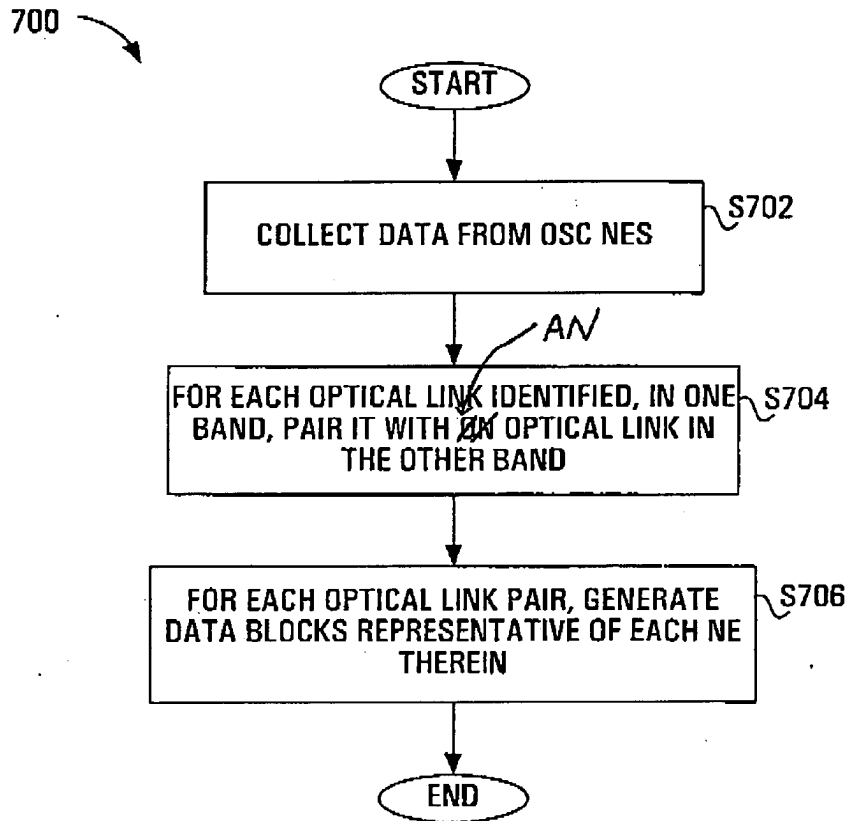 700
START
COLLECT DATA FROM OSC NES
S702
AN
FOR EACH OPTICAL LINK IDENTIFIED, IN ONE
BAND, PAIR IT WITH ON OPTICAL LINK IN
THE OTHER BAND
S704
FOR EACH OPTICAL LINK PAIR, GENERATE
DATA BLOCKS REPRESENTATIVE OF EACH NE
THEREIN
S706
END